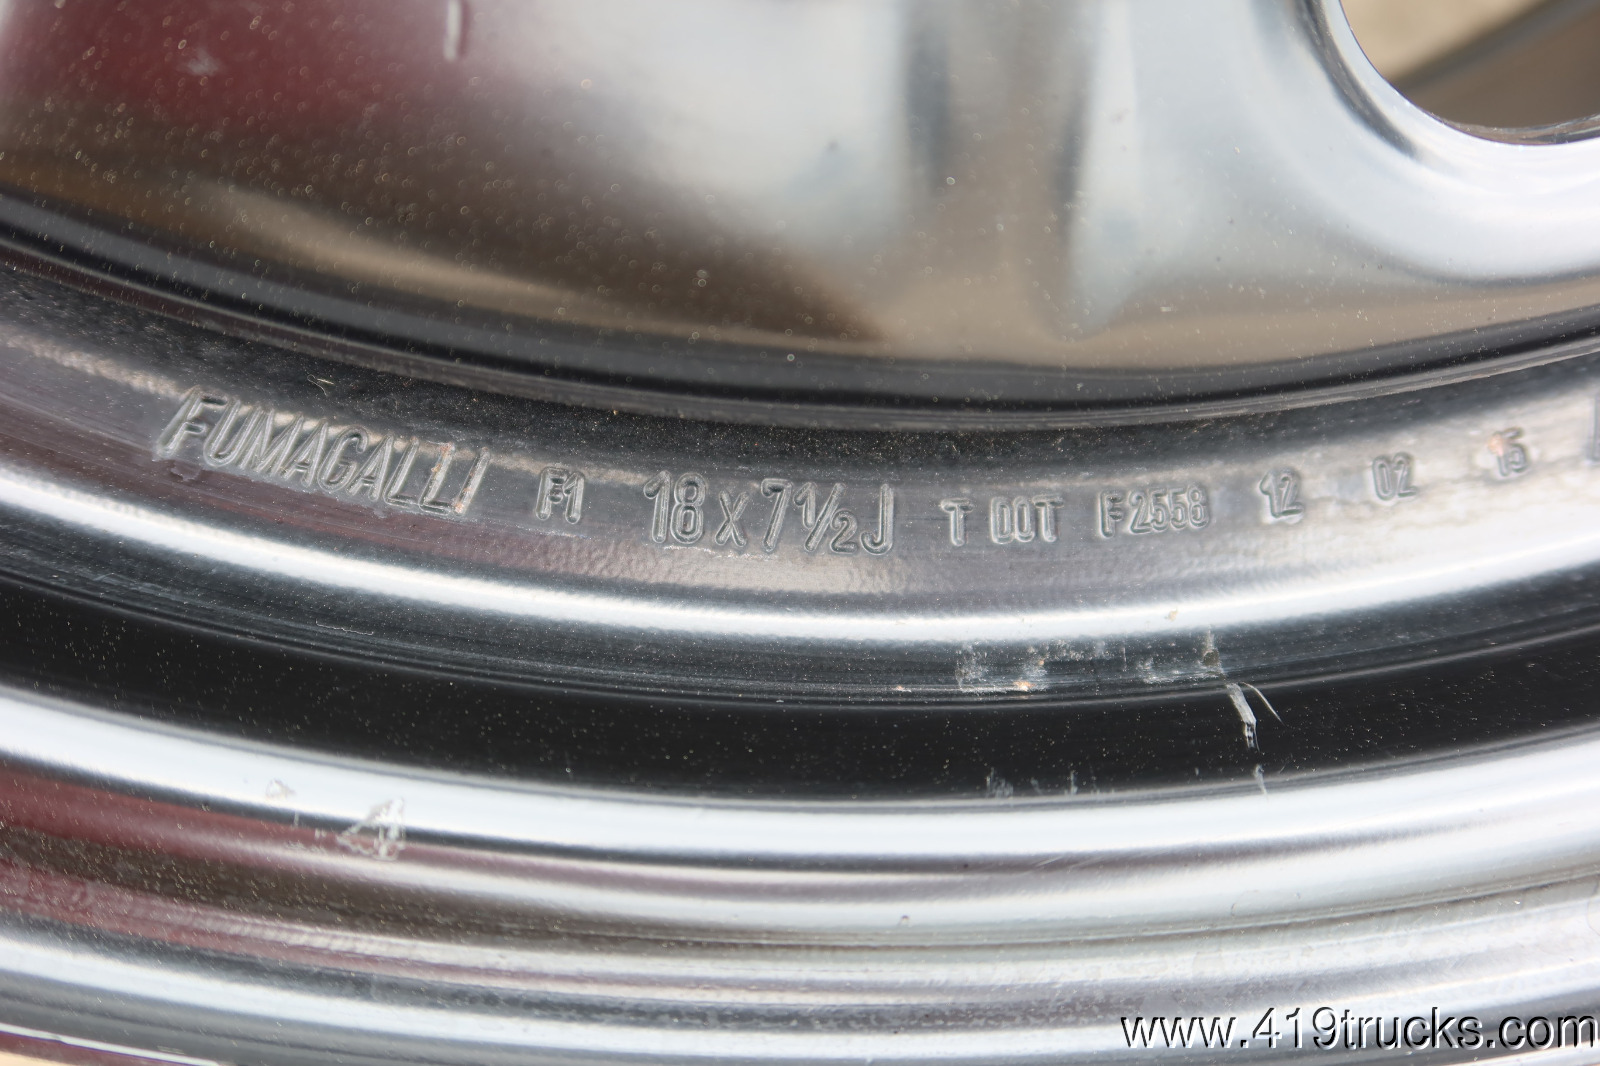 FUMAGALLI F1 18x7½J T DOT F2558 12 02 15
www.419trucks.com